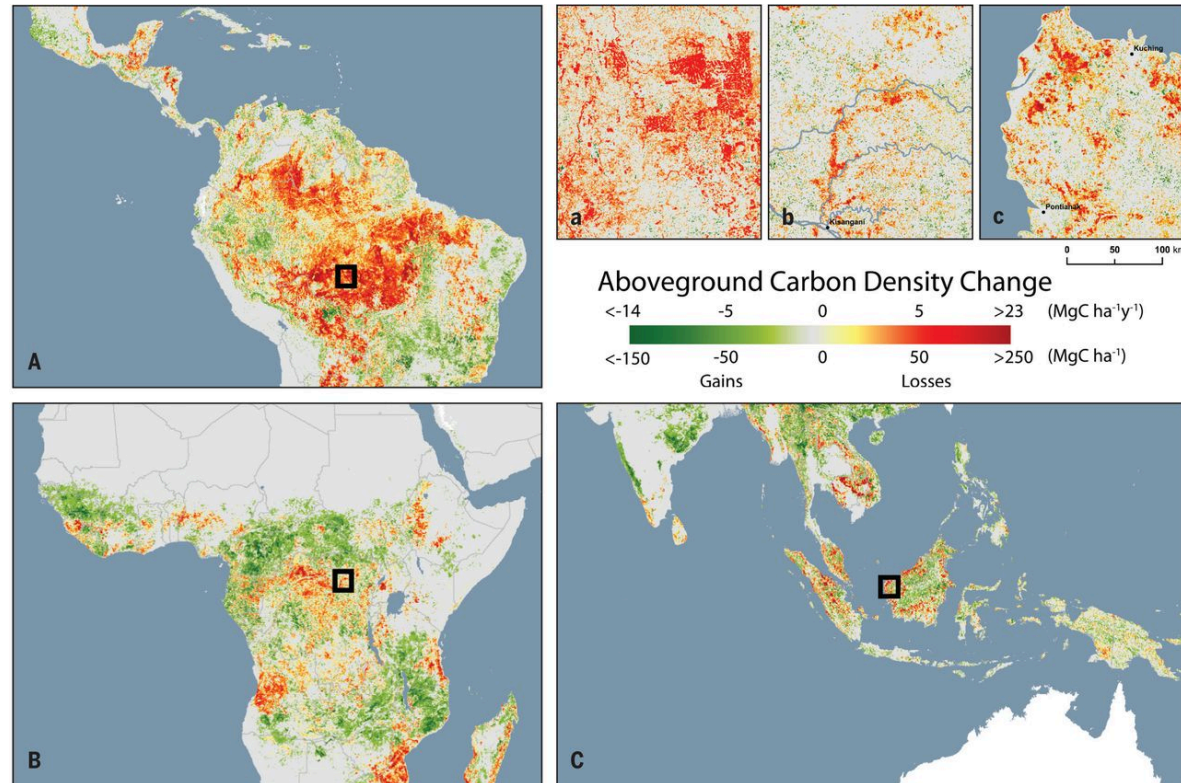 A
a
Kisangani
b
Kuching
Pontianak
c
0 50 100 km
Aboveground Carbon Density Change
<-14 -5 0 5 >23 (MgC ha⁻¹y⁻¹)
<-150 -50 0 50 >250 (MgC ha⁻¹)
Gains Losses
B
C